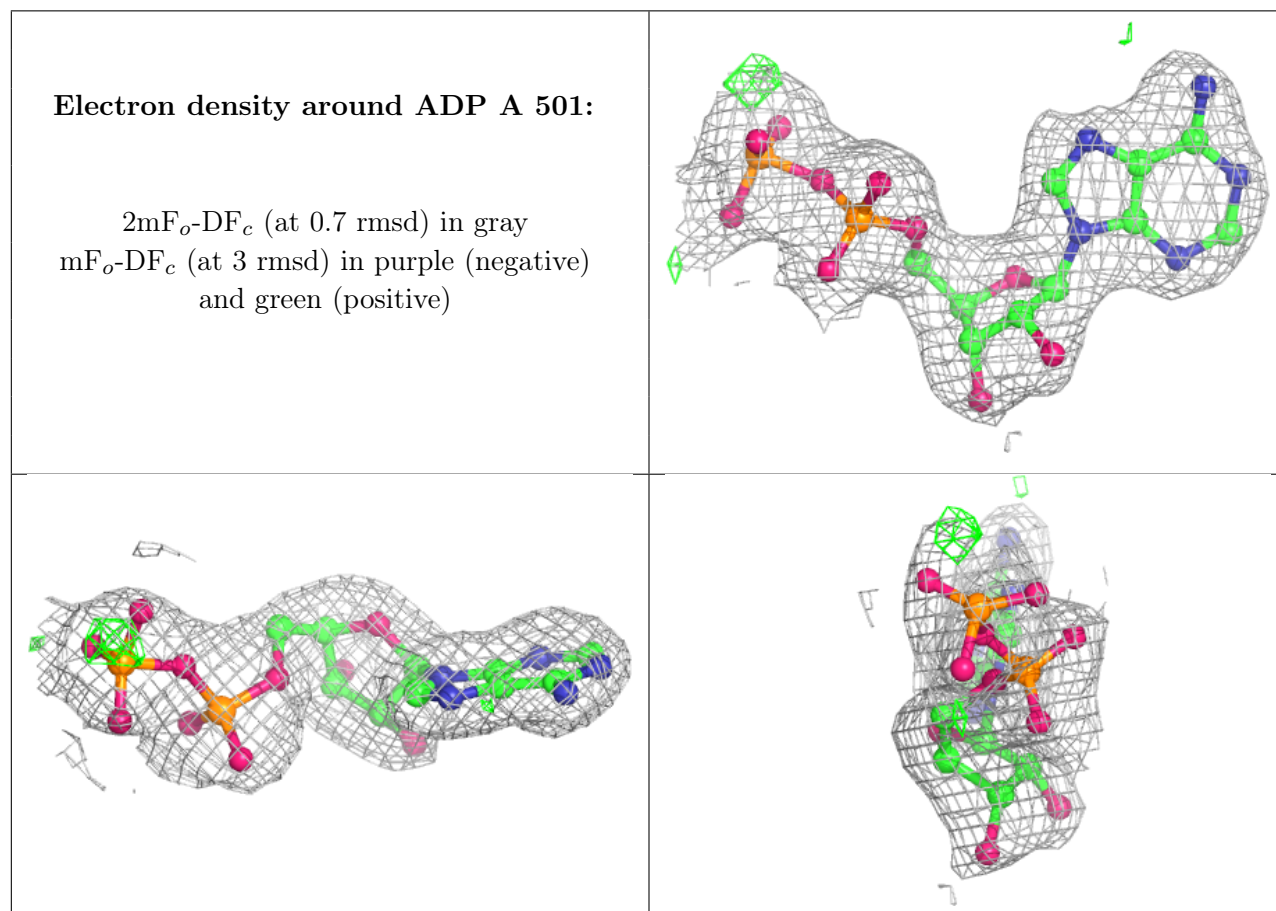 Electron density around ADP A 501:
2mFo-DFc (at 0.7 rmsd) in gray
mFo-DFc (at 3 rmsd) in purple (negative)
and green (positive)